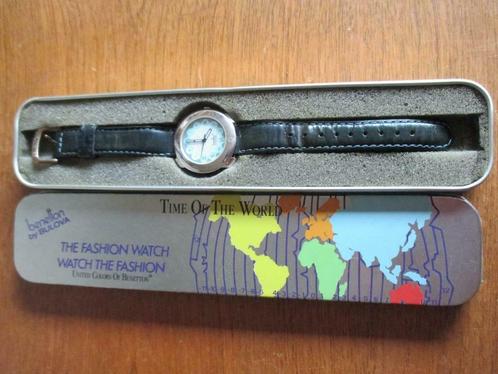 TIME OF THE WORLD
benetton
by BULOVA
THE FASHION WATCH
WATCH THE FASHION
UNITED COLORS OF BENETTON